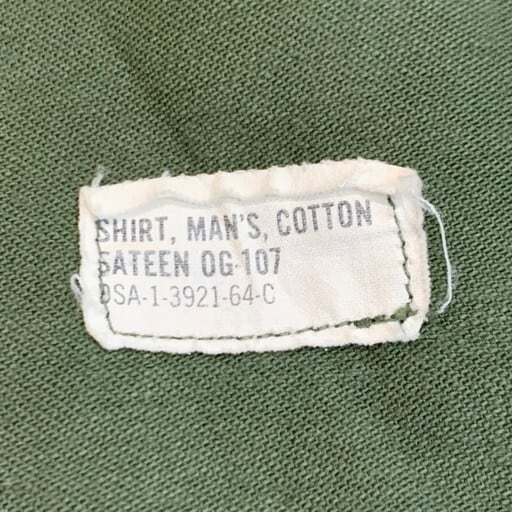 SHIRT, MAN'S, COTTON
SATEEN OG-107
DSA-1-3921-64-C